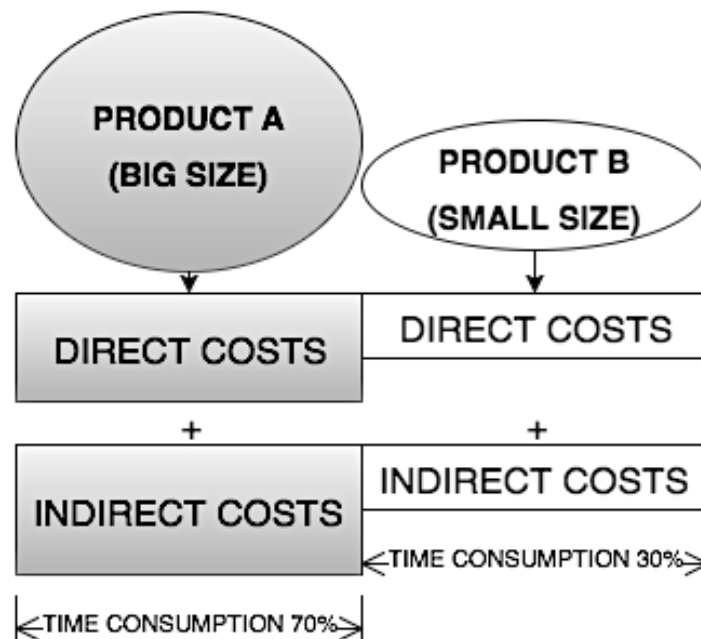 PRODUCT A
(BIG SIZE)
PRODUCT B
(SMALL SIZE)
DIRECT COSTS
DIRECT COSTS
+
+
INDIRECT COSTS
INDIRECT COSTS
TIME CONSUMPTION 30%
TIME CONSUMPTION 70%